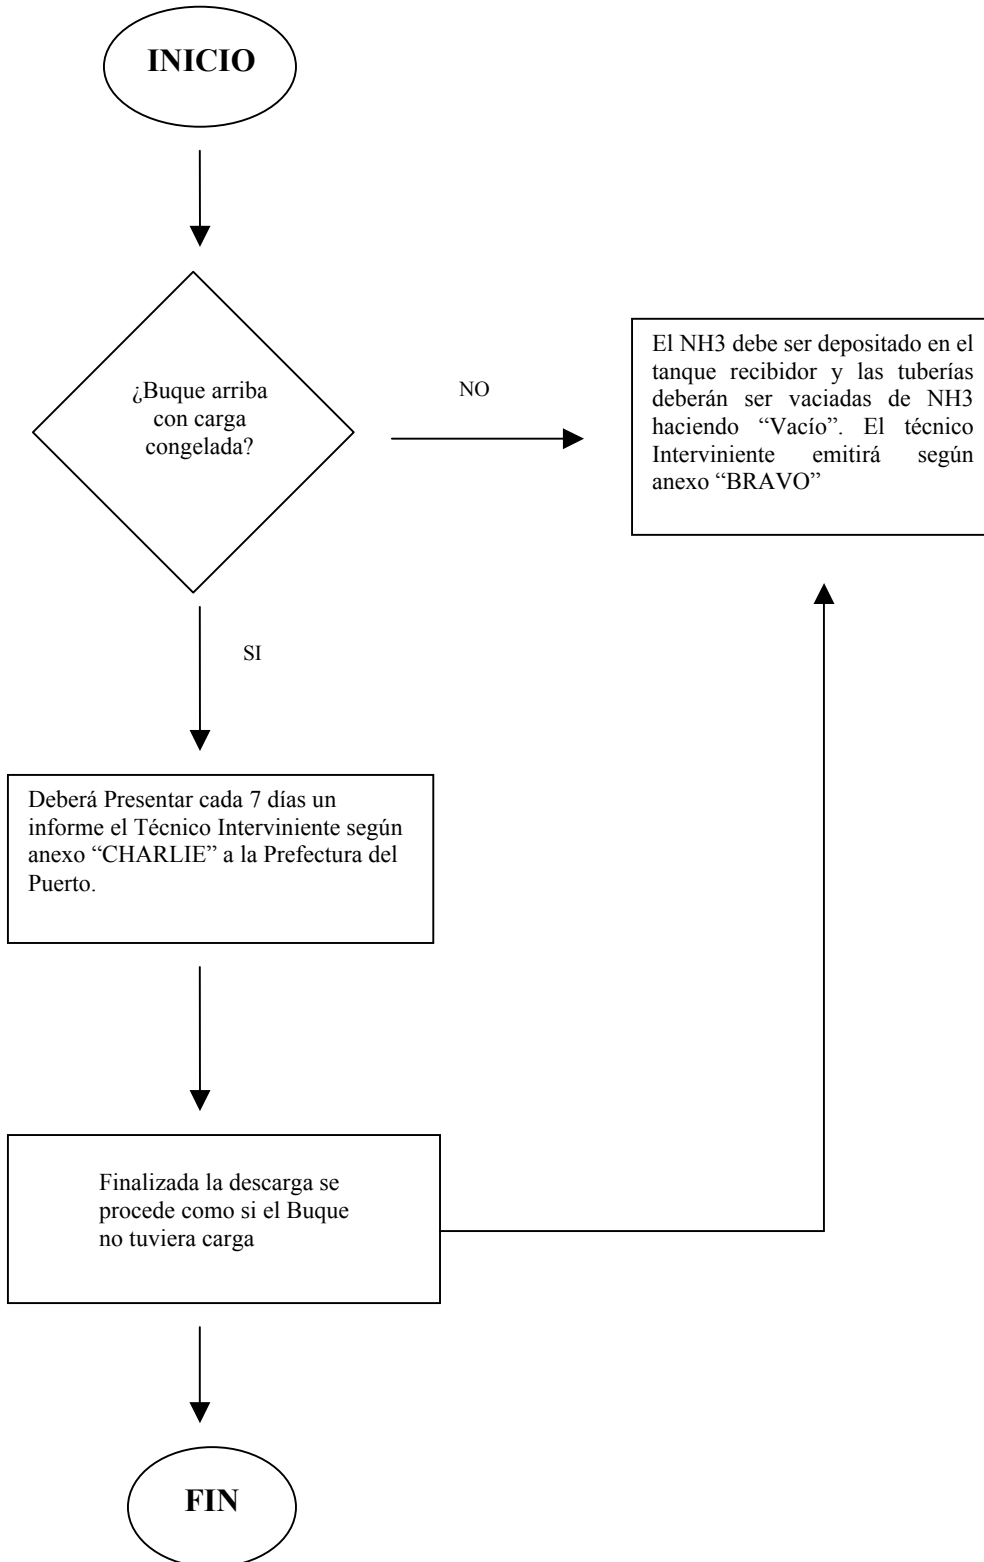 INICIO
¿Buque arriba
con carga
congelada?
NO
El NH3 debe ser depositado en el
tanque recibidor y las tuberías
deberán ser vaciadas de NH3
haciendo “Vacío”. El técnico
Interviniente emitirá según
anexo “BRAVO”
SI
Deberá Presentar cada 7 días un
informe el Técnico Interviniente según
anexo “CHARLIE” a la Prefectura del
Puerto.
Finalizada la descarga se
procede como si el Buque
no tuviera carga
FIN